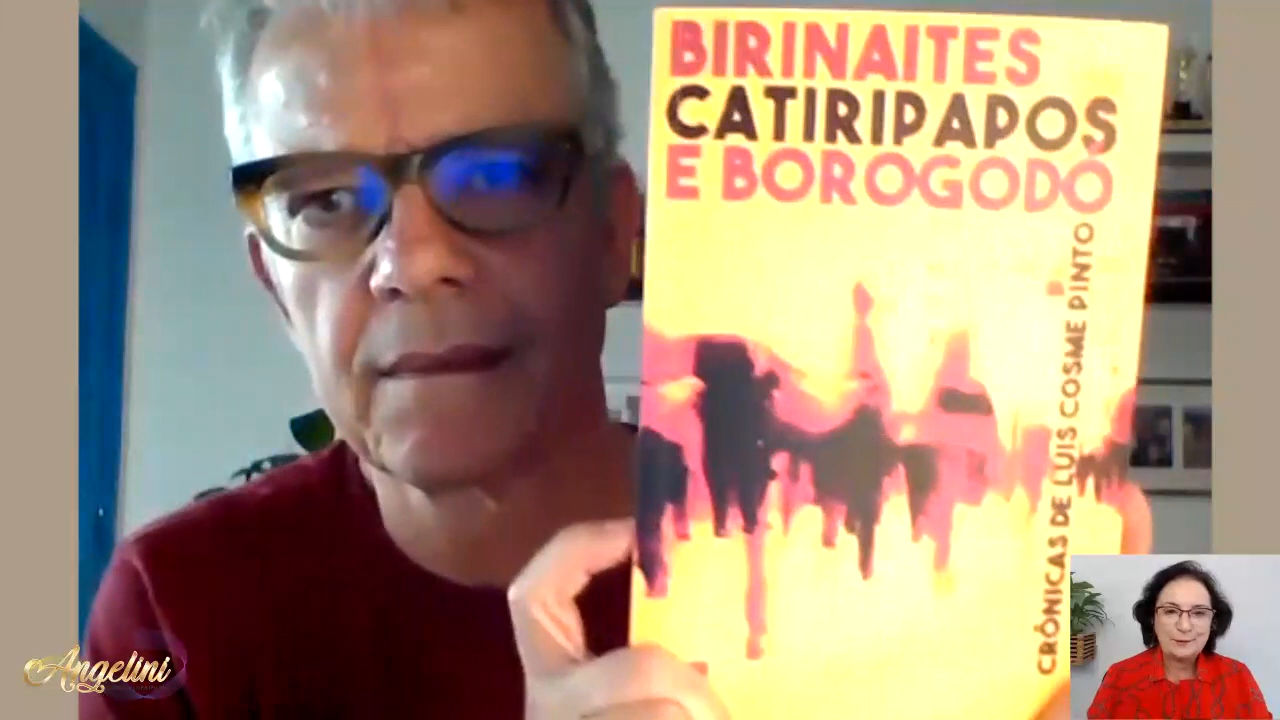 BIRINAITES
CATIRIPAPOS
E BOROGODÓ
CRÔNICAS DE LUIS COSME PINTO
Angelini